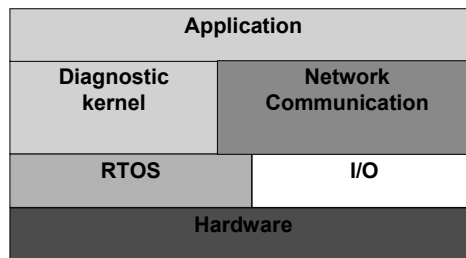 Application
Diagnostic
kernel
Network
Communication
RTOS
I/O
Hardware